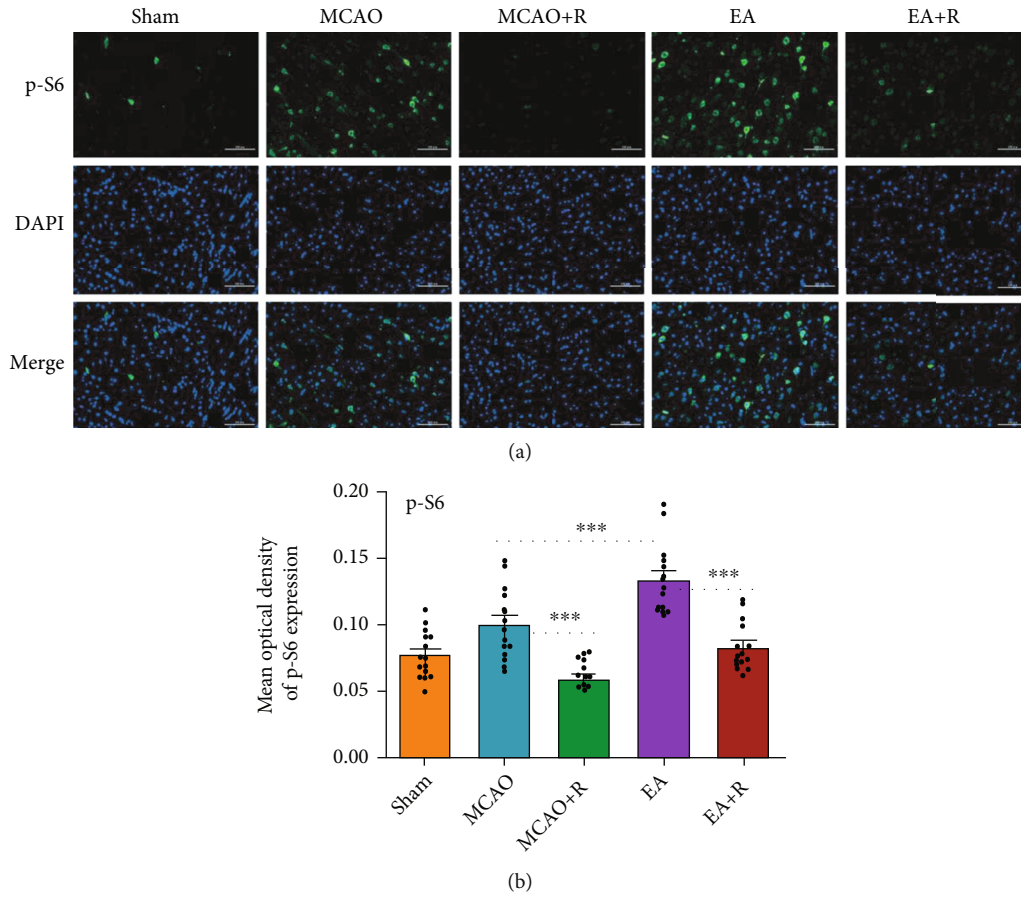 Sham MCAO MCAO+R EA EA+R
p-S6
DAPI
Merge
(a)
0.20
0.15
0.10
0.05
0.00
Mean optical density
of p-S6 expression
p-S6
***
***
***
Sham
MCAO
MCAO+R
EA
EA+R
(b)